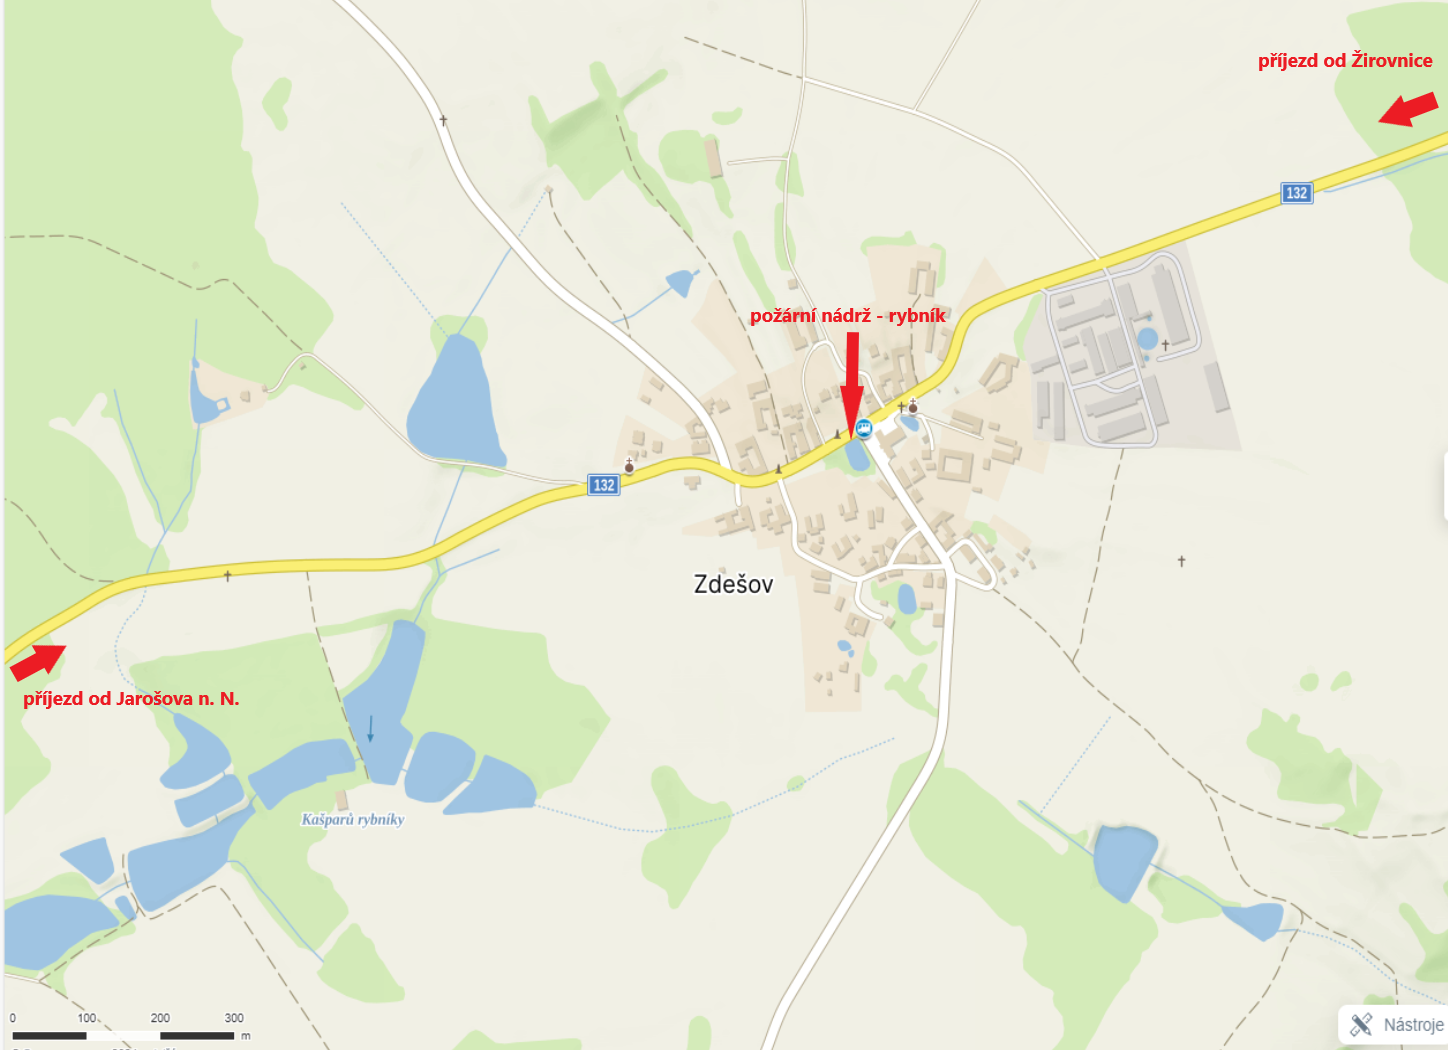 příjezd od Žirovnice
132
požární nádrž - rybník
132
Zdešov
příjezd od Jarošova n. N.
Kašparů rybníky
0 100 200 300
m
Nástroje